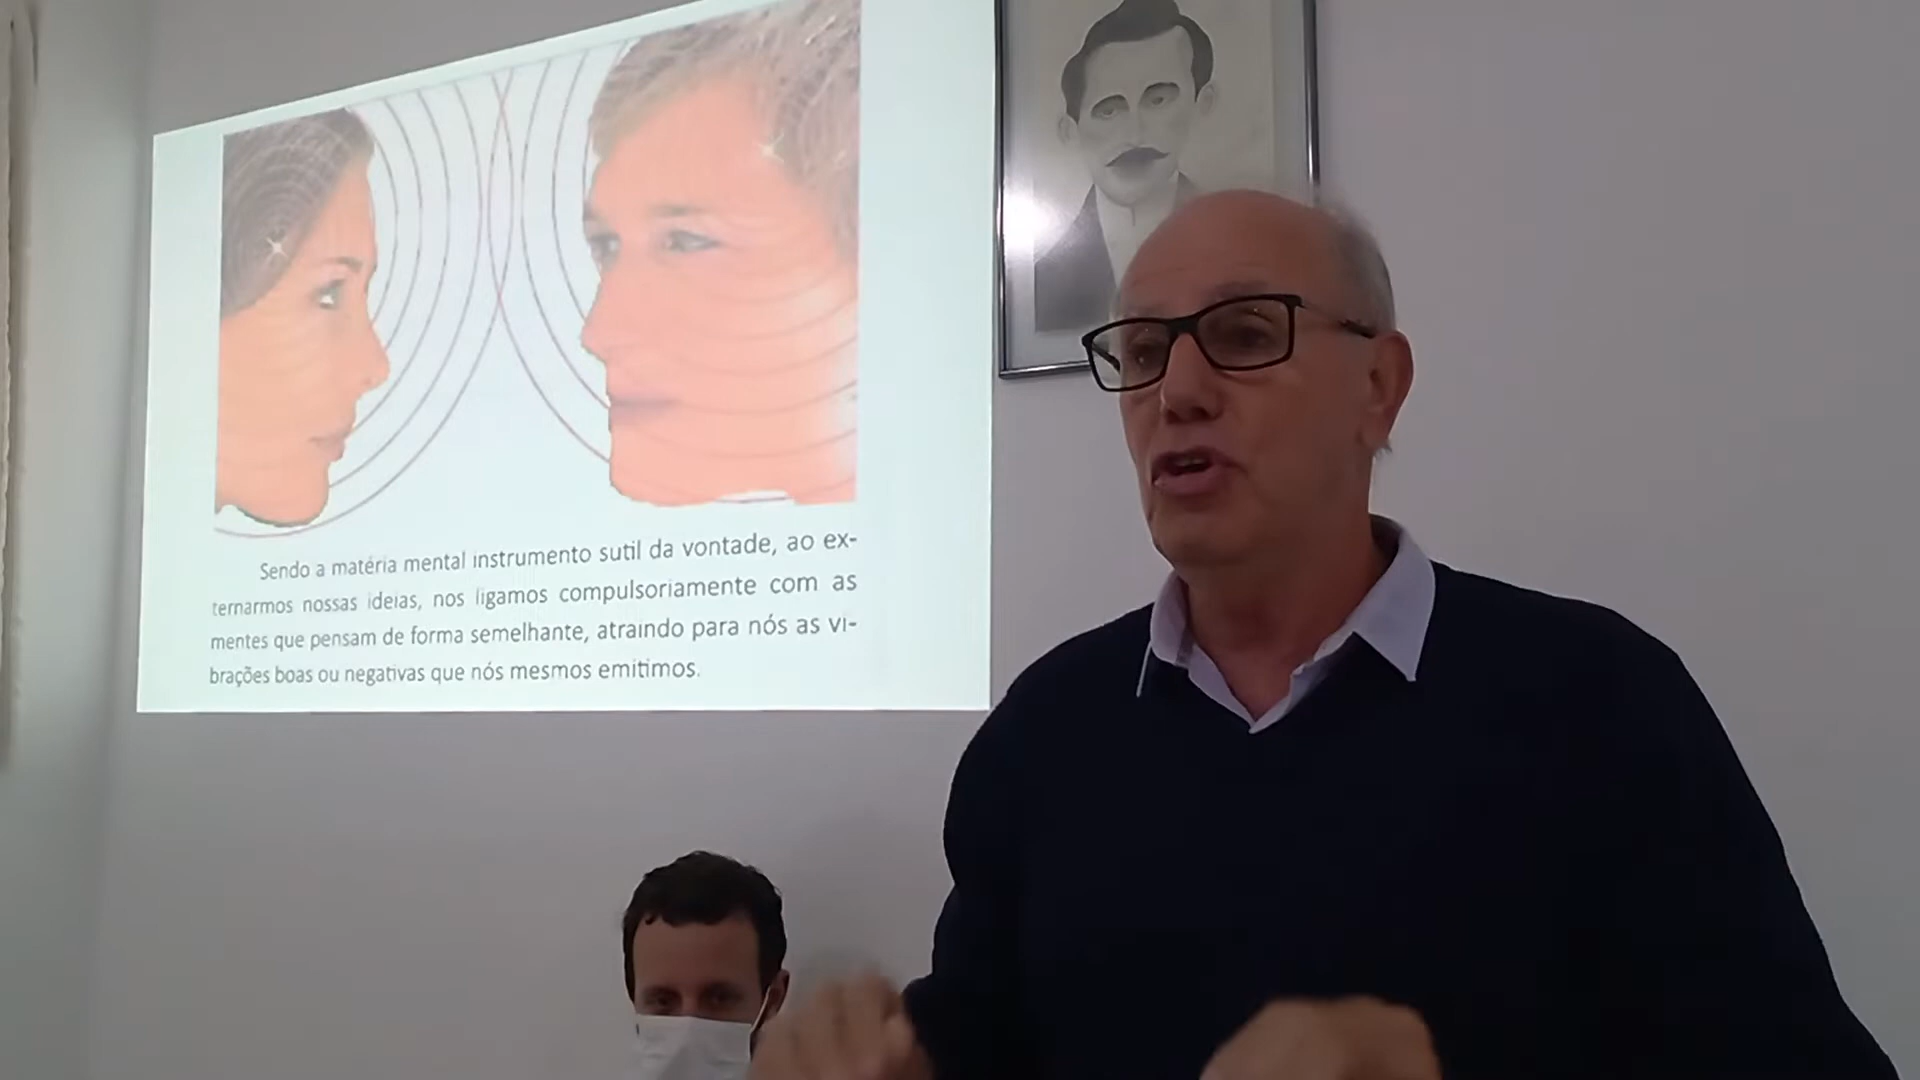 Sendo a matéria mental instrumento sutil da vontade, ao ex-
ternarmos nossas ideias, nos ligamos compulsoriamente com as
mentes que pensam de forma semelhante, atraindo para nós as vi-
brações boas ou negativas que nós mesmos emitimos.